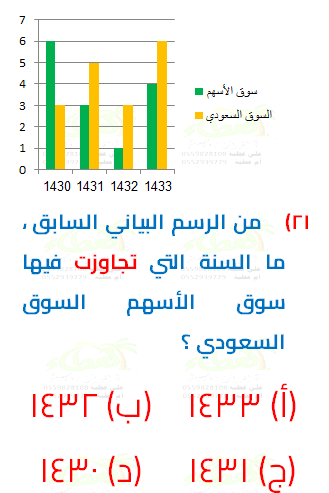 7
6
5
4
3
2
1
0
1430 1431 1432 1433
سوق الأسهم
السوق السعودي
٢١) من الرسم البياني السابق ،
ما السنة التي تجاوزت فيها
سوق الأسهم السوق
السعودي ؟
(أ) ١٤٣٣ (ب) ١٤٣٢
(ج) ١٤٣١ (د) ١٤٣٠